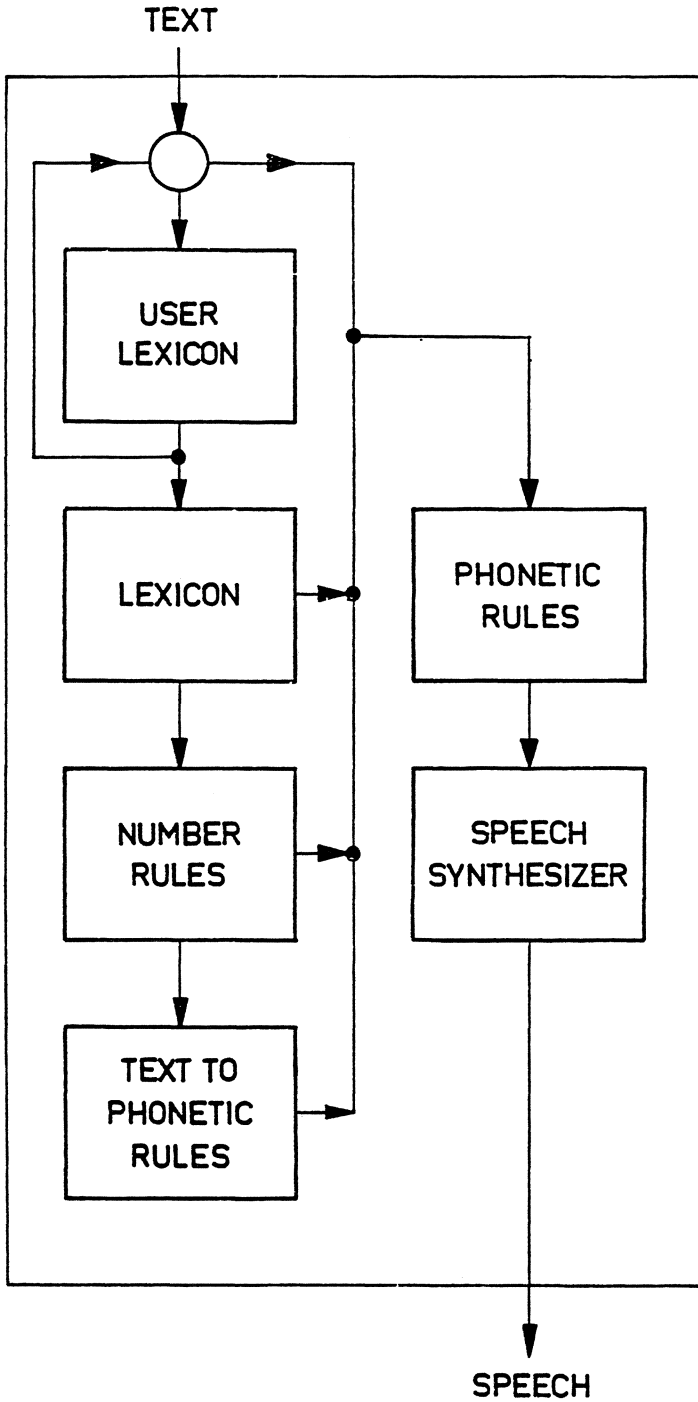 TEXT
USER
LEXICON
LEXICON
NUMBER
RULES
TEXT TO
PHONETIC
RULES
PHONETIC
RULES
SPEECH
SYNTHESIZER
SPEECH